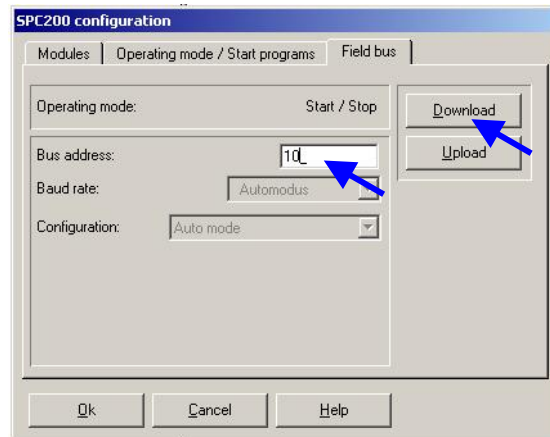 SPC200 configuration
Modules Operating mode / Start programs Field bus
Operating mode: Start / Stop
Download
Bus address: 10_
Upload
Baud rate: Automodus
Configuration: Auto mode
Ok Cancel Help